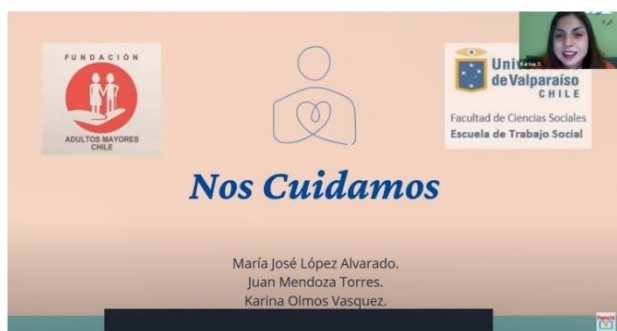 FUNDACIÓN
ADULTOS MAYORES
CHILE
Karina O.
de Valparaíso
CHILE
Facultad de Ciencias Sociales
Escuela de Trabajo Social
Nos Cuidamos
María José López Alvarado.
Juan Mendoza Torres.
Karina Olmos Vasquez.